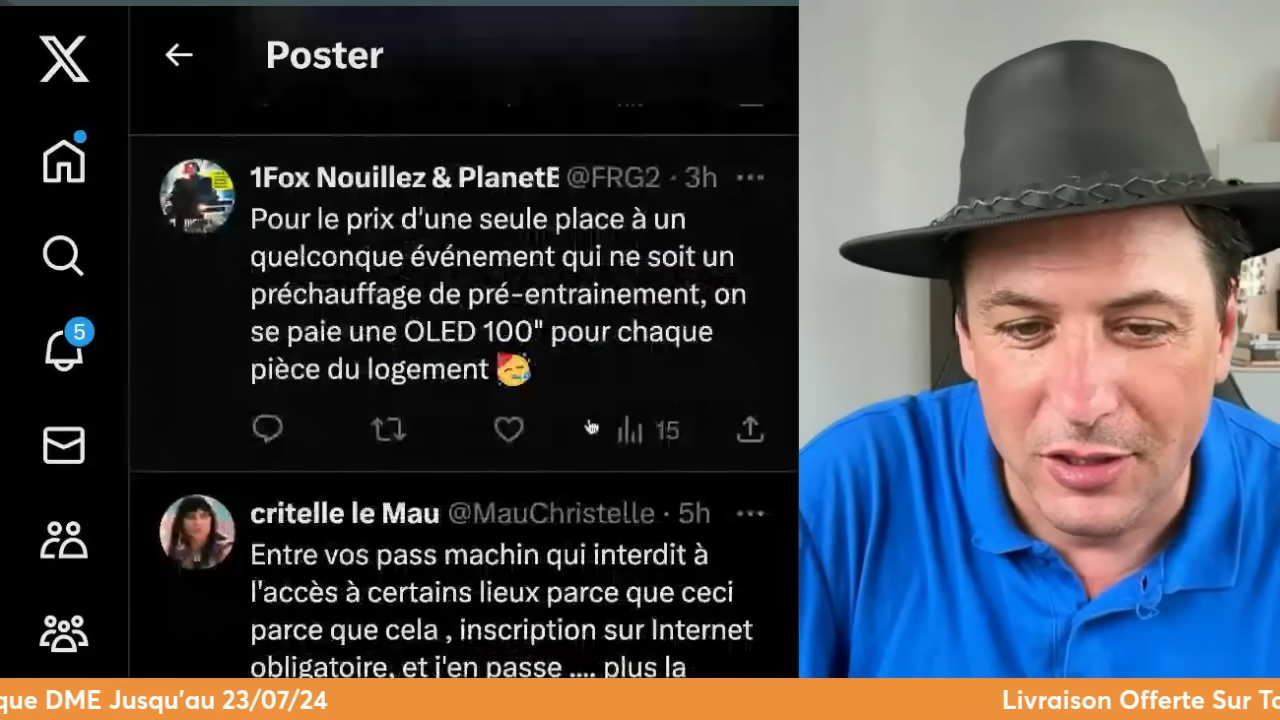 Poster
1Fox Nouillez & PlanetE @FRG2 · 3h
Pour le prix d'une seule place à un
quelconque événement qui ne soit un
préchauffage de pré-entrainement, on
se paie une OLED 100" pour chaque
pièce du logement 🥳
15
5
critelle le Mau @MauChristelle · 5h
Entre vos pass machin qui interdit à
l'accès à certains lieux parce que ceci
parce que cela , inscription sur Internet
obligatoire, et j'en passe .... plus la
que DME Jusqu'au 23/07/24
Livraison Offerte Sur To